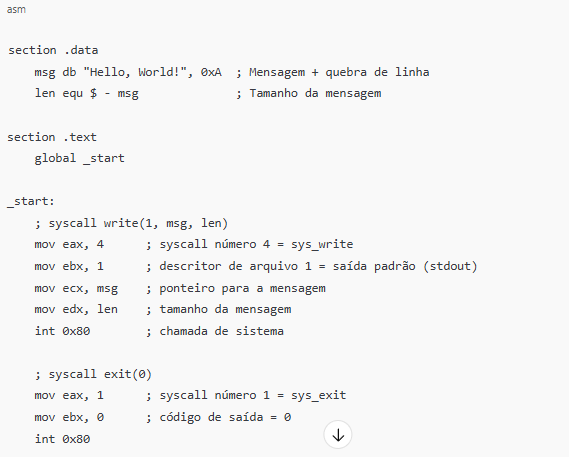 asm
section .data
    msg db "Hello, World!", 0xA  ; Mensagem + quebra de linha
    len equ $ - msg              ; Tamanho da mensagem
section .text
    global _start
_start:
    ; syscall write(1, msg, len)
    mov eax, 4      ; syscall número 4 = sys_write
    mov ebx, 1      ; descritor de arquivo 1 = saída padrão (stdout)
    mov ecx, msg    ; ponteiro para a mensagem
    mov edx, len    ; tamanho da mensagem
    int 0x80        ; chamada de sistema
    ; syscall exit(0)
    mov eax, 1      ; syscall número 1 = sys_exit
    mov ebx, 0      ; código de saída = 0
    int 0x80